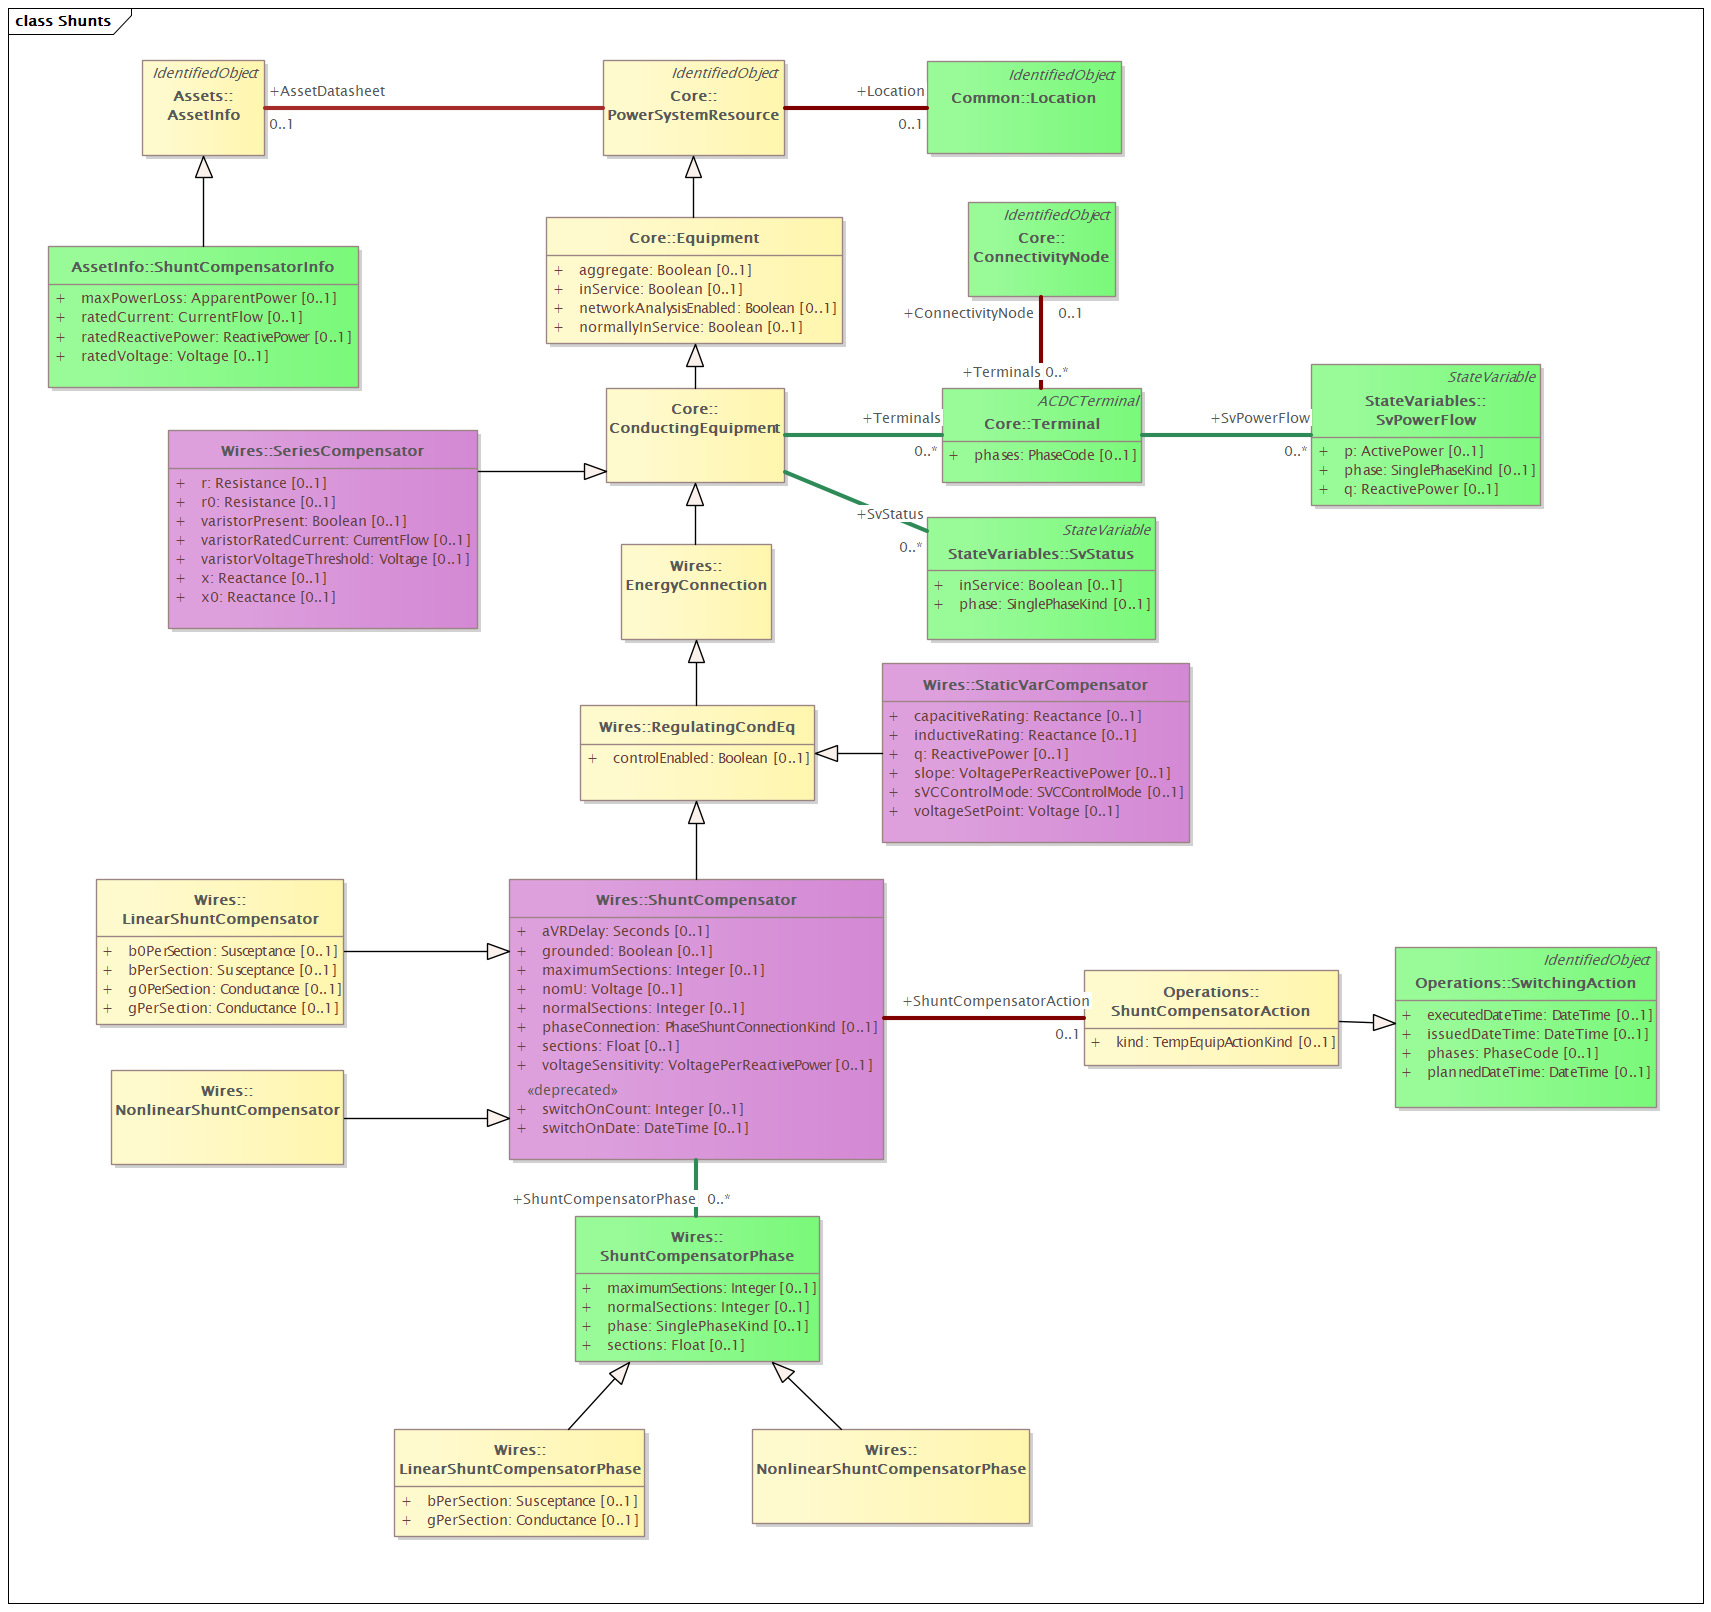 class Shunts
IdentifiedObject
Assets::
AssetInfo
+AssetDatasheet
0..1
IdentifiedObject
Core::
PowerSystemResource
+Location
0..1
IdentifiedObject
Common::Location
AssetInfo::ShuntCompensatorInfo
+ maxPowerLoss: ApparentPower [0..1]
+ ratedCurrent: CurrentFlow [0..1]
+ ratedReactivePower: ReactivePower [0..1]
+ ratedVoltage: Voltage [0..1]
Core::Equipment
+ aggregate: Boolean [0..1]
+ inService: Boolean [0..1]
+ networkAnalysisEnabled: Boolean [0..1]
+ normallyInService: Boolean [0..1]
IdentifiedObject
Core::
ConnectivityNode
+ConnectivityNode
0..1
+Terminals 0..*
Core::
ConductingEquipment
+Terminals
0..*
ACDCTerminal
Core::Terminal
+ phases: PhaseCode [0..1]
+SvPowerFlow
0..*
StateVariable
StateVariables::
SvPowerFlow
+ p: ActivePower [0..1]
+ phase: SinglePhaseKind [0..1]
+ q: ReactivePower [0..1]
Wires::SeriesCompensator
+ r: Resistance [0..1]
+ r0: Resistance [0..1]
+ varistorPresent: Boolean [0..1]
+ varistorRatedCurrent: CurrentFlow [0..1]
+ varistorVoltageThreshold: Voltage [0..1]
+ x: Reactance [0..1]
+ x0: Reactance [0..1]
+SvStatus
0..*
StateVariable
StateVariables::SvStatus
+ inService: Boolean [0..1]
+ phase: SinglePhaseKind [0..1]
Wires::
EnergyConnection
Wires::RegulatingCondEq
+ controlEnabled: Boolean [0..1]
Wires::StaticVarCompensator
+ capacitiveRating: Reactance [0..1]
+ inductiveRating: Reactance [0..1]
+ q: ReactivePower [0..1]
+ slope: VoltagePerReactivePower [0..1]
+ sVCControlMode: SVCControlMode [0..1]
+ voltageSetPoint: Voltage [0..1]
Wires::
LinearShuntCompensator
+ b0PerSection: Susceptance [0..1]
+ bPerSection: Susceptance [0..1]
+ g0PerSection: Conductance [0..1]
+ gPerSection: Conductance [0..1]
Wires::
NonlinearShuntCompensator
Wires::ShuntCompensator
+ aVRDelay: Seconds [0..1]
+ grounded: Boolean [0..1]
+ maximumSections: Integer [0..1]
+ nomU: Voltage [0..1]
+ normalSections: Integer [0..1]
+ phaseConnection: PhaseShuntConnectionKind [0..1]
+ sections: Float [0..1]
+ voltageSensitivity: VoltagePerReactivePower [0..1]
«deprecated»
+ switchOnCount: Integer [0..1]
+ switchOnDate: DateTime [0..1]
+ShuntCompensatorAction
0..1
Operations::
ShuntCompensatorAction
+ kind: TempEquipActionKind [0..1]
IdentifiedObject
Operations::SwitchingAction
+ executedDateTime: DateTime [0..1]
+ issuedDateTime: DateTime [0..1]
+ phases: PhaseCode [0..1]
+ plannedDateTime: DateTime [0..1]
+ShuntCompensatorPhase 0..*
Wires::
ShuntCompensatorPhase
+ maximumSections: Integer [0..1]
+ normalSections: Integer [0..1]
+ phase: SinglePhaseKind [0..1]
+ sections: Float [0..1]
Wires::
LinearShuntCompensatorPhase
+ bPerSection: Susceptance [0..1]
+ gPerSection: Conductance [0..1]
Wires::
NonlinearShuntCompensatorPhase